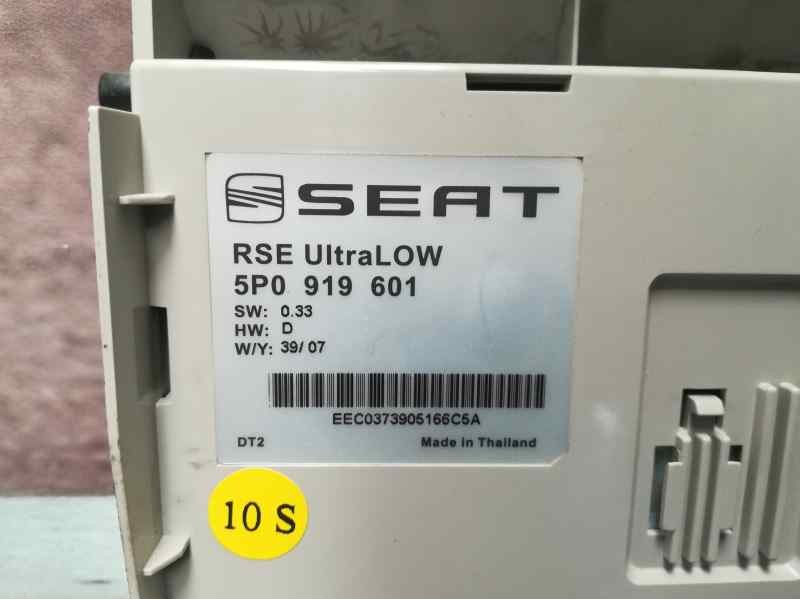 SEAT
RSE UltraLOW
5P0 919 601
SW: 0.33
HW: D
W/Y: 39/ 07
EEC0373905166C5A
DT2 Made in Thailand
10 S